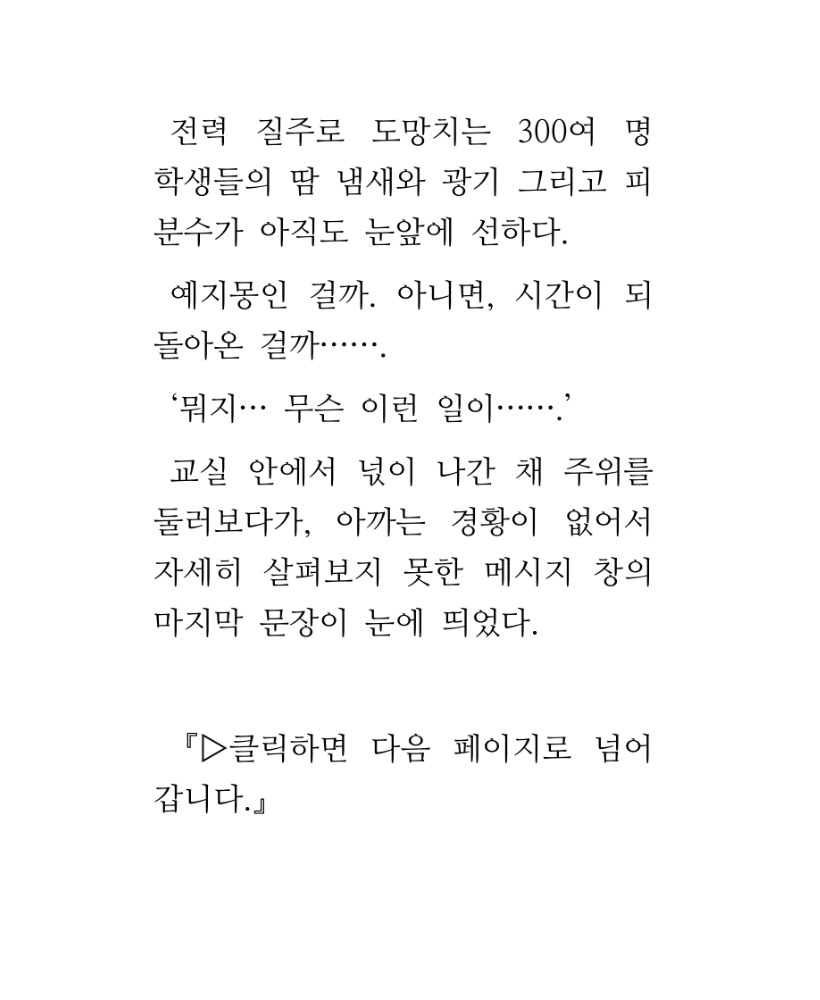 전력 질주로 도망치는 300여 명
학생들의 땀 냄새와 광기 그리고 피
분수가 아직도 눈앞에 선하다.
예지몽인 걸까. 아니면, 시간이 되
돌아온 걸까…….
‘뭐지… 무슨 이런 일이…….’
교실 안에서 넋이 나간 채 주위를
둘러보다가, 아까는 경황이 없어서
자세히 살펴보지 못한 메시지 창의
마지막 문장이 눈에 띄었다.
『▷클릭하면 다음 페이지로 넘어
갑니다.』